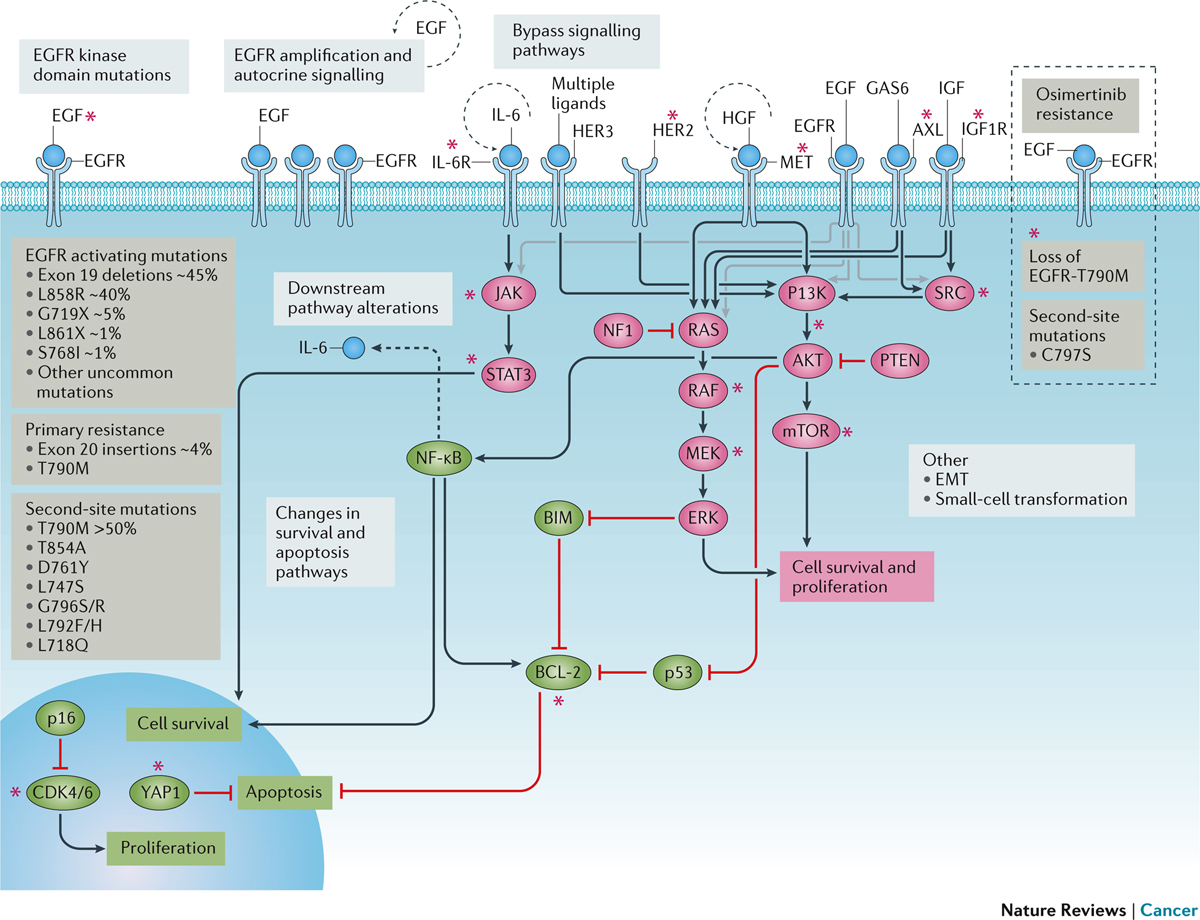 EGFR kinase
domain mutations
EGFR amplification and
autocrine signalling
EGF
Bypass signalling
pathways
EGF*
EGFR
EGF
EGFR
IL-6
*
IL-6R
Multiple
ligands
HER3
*
HER2
HGF
*
MET
EGF
EGFR
GAS6
*
AXL
IGF
*
IGF1R
Osimertinib
resistance
EGF
EGFR
*
Loss of
EGFR-T790M
Second-site
mutations
• C797S
EGFR activating mutations
• Exon 19 deletions ~45%
• L858R ~40%
• G719X ~5%
• L861X ~1%
• S768I ~1%
• Other uncommon
mutations
Primary resistance
• Exon 20 insertions ~4%
• T790M
Second-site mutations
• T790M >50%
• T854A
• D761Y
• L747S
• G796S/R
• L792F/H
• L718Q
Downstream
pathway alterations
IL-6
* JAK
* STAT3
NF1
RAS
P13K
*
SRC *
AKT
PTEN
RAF *
mTOR *
MEK *
NF-κB
Other
• EMT
• Small-cell transformation
Changes in
survival and
apoptosis
pathways
BIM
ERK
Cell survival and
proliferation
BCL-2
*
p53
p16
Cell survival
* CDK4/6
*
YAP1
Apoptosis
Proliferation
Nature Reviews | Cancer